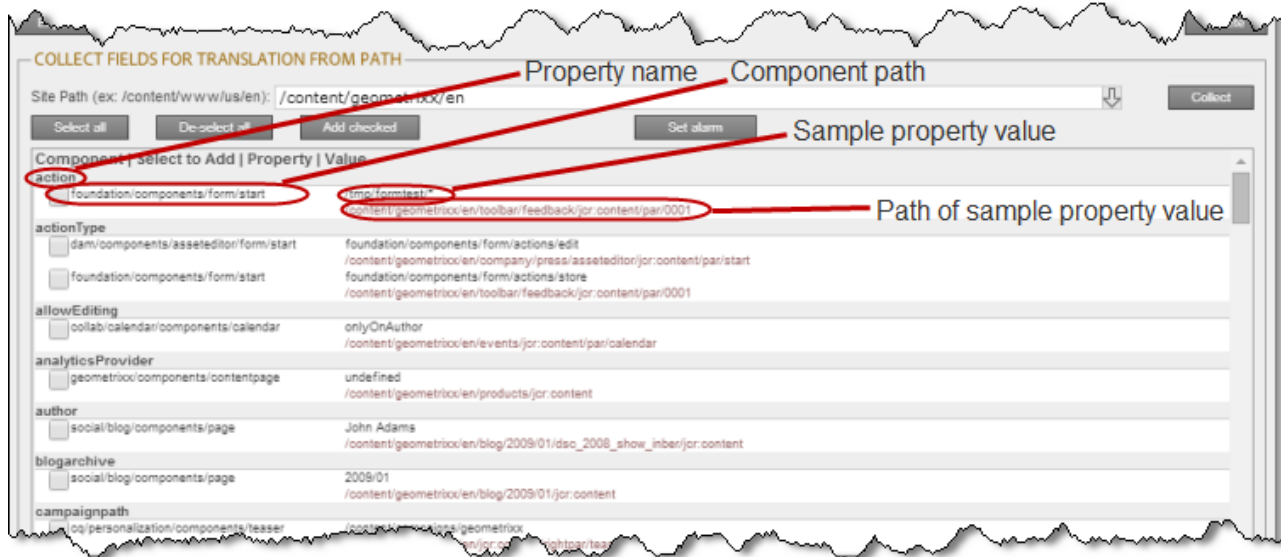 COLLECT FIELDS FOR TRANSLATION FROM PATH
Property name
Component path
Site Path (ex: /content/www/us/en): /content/geometrixx/en
Collect
Select all
De-select all
Add checked
Set alarm
Sample property value
Component | Select to Add | Property | Value
action
foundation/components/form/start /tmp/formtest/*
/content/geometrixx/en/toolbar/feedback/jcr:content/par/0001
Path of sample property value
actionType
dam/components/asseteditor/form/start foundation/components/form/actions/edit
/content/geometrixx/en/company/press/asseteditor/jcr:content/par/start
foundation/components/form/start foundation/components/form/actions/store
/content/geometrixx/en/toolbar/feedback/jcr:content/par/0001
allowEditing
collab/calendar/components/calendar onlyOnAuthor
/content/geometrixx/en/events/jcr:content/par/calendar
analyticsProvider
geometrixx/components/contentpage undefined
/content/geometrixx/en/products/jcr:content
author
social/blog/components/page John Adams
/content/geometrixx/en/blog/2009/01/dsc_2008_show_inber/jcr:content
blogarchive
social/blog/components/page 2009/01
/content/geometrixx/en/blog/2009/01/jcr:content
campaignpath
cq/personalization/components/teaser /content/campaigns/geometrixx